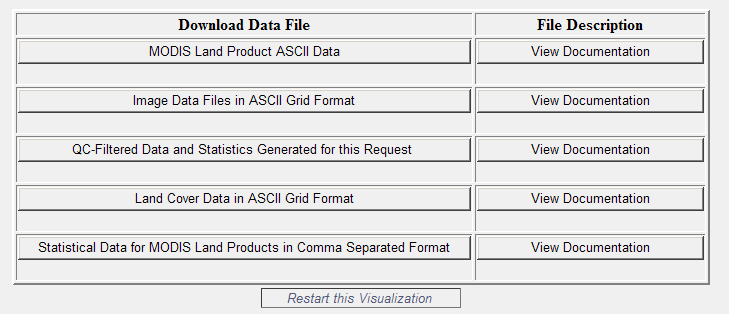 Download Data File
File Description
MODIS Land Product ASCII Data
View Documentation
Image Data Files in ASCII Grid Format
View Documentation
QC-Filtered Data and Statistics Generated for this Request
View Documentation
Land Cover Data in ASCII Grid Format
View Documentation
Statistical Data for MODIS Land Products in Comma Separated Format
View Documentation
Restart this Visualization